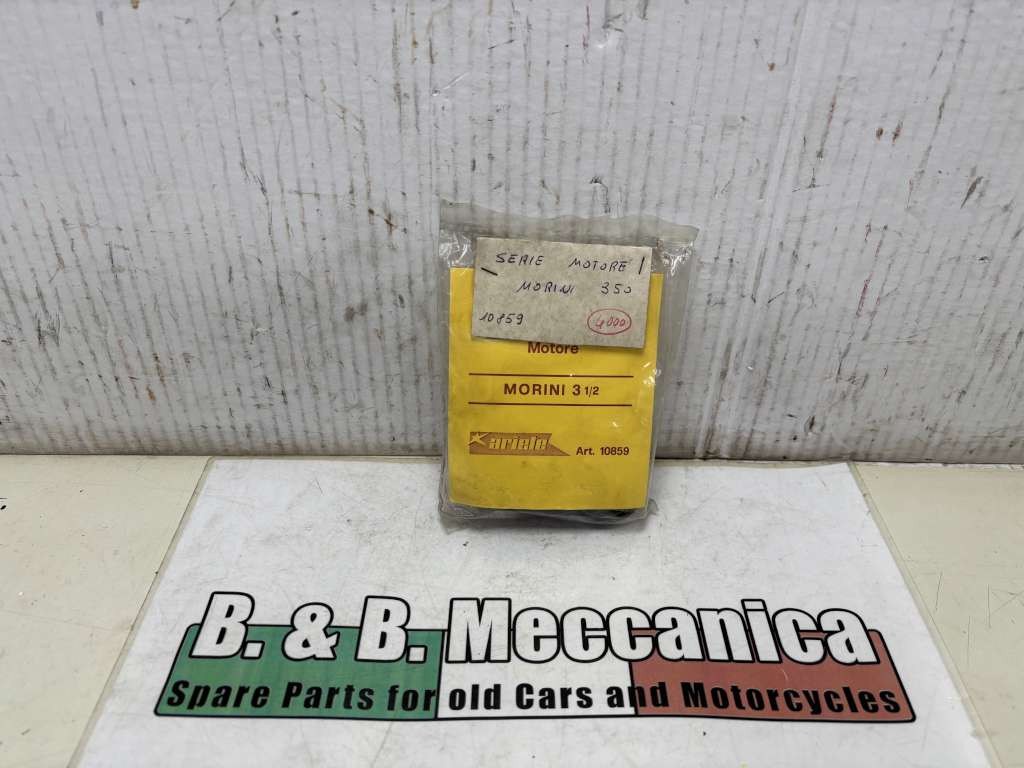 SERIE MOTORE
MORINI 350
10859 4000
Motore
MORINI 3 1/2
ariete Art. 10859
B. & B. Meccanica
Spare Parts for old Cars and Motorcycles